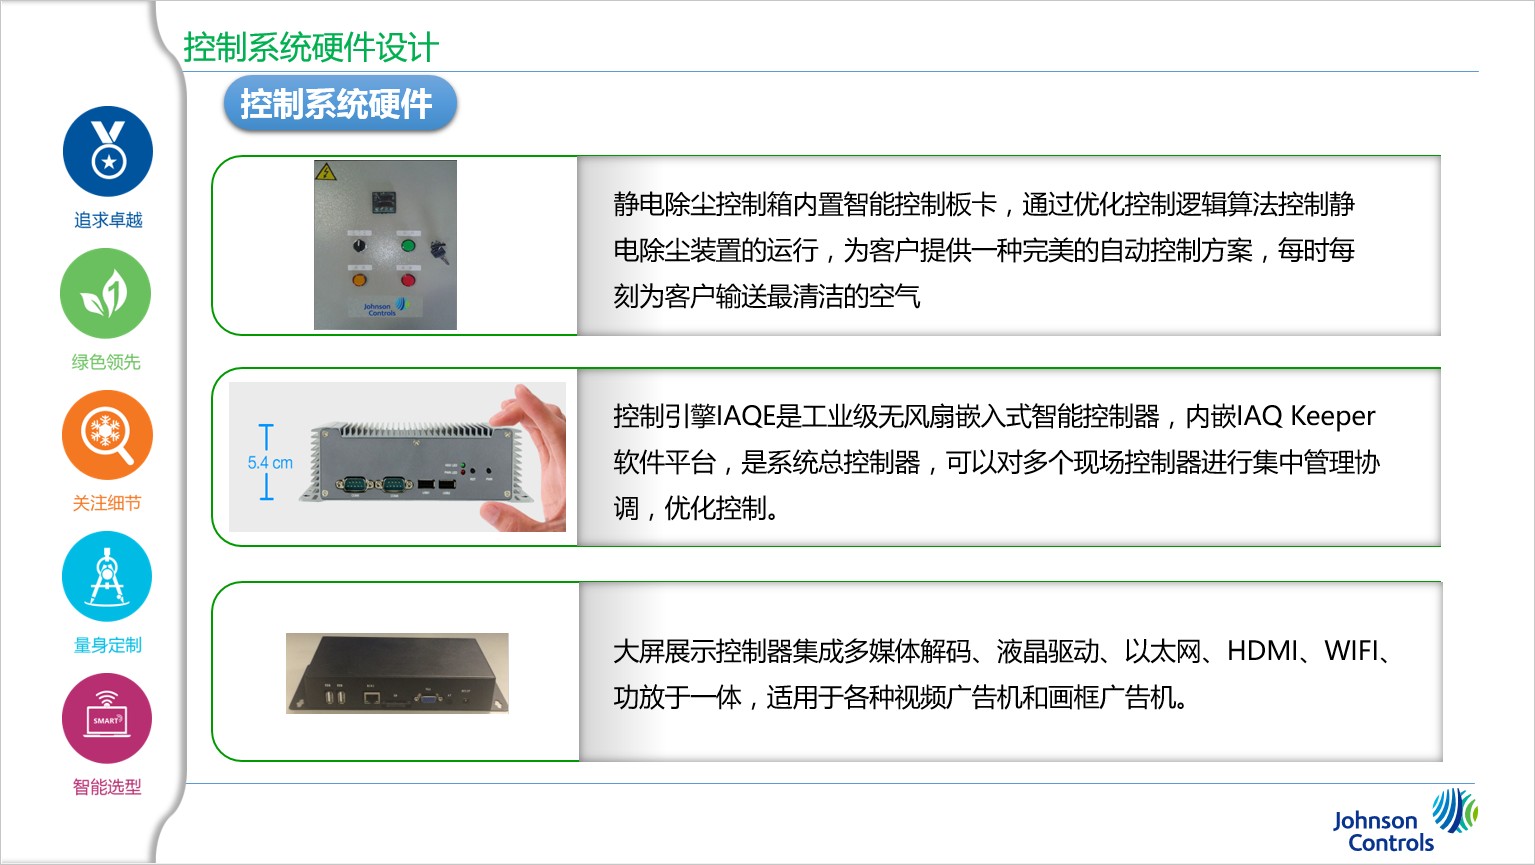 控制系统硬件设计
控制系统硬件
追求卓越
绿色领先
关注细节
量身定制
SMART
智能选型
Johnson
Controls
静电除尘控制箱内置智能控制板卡，通过优化控制逻辑算法控制静
电除尘装置的运行，为客户提供一种完美的自动控制方案，每时每
刻为客户输送最清洁的空气
5.4 cm
控制引擎IAQE是工业级无风扇嵌入式智能控制器，内嵌IAQ Keeper
软件平台，是系统总控制器，可以对多个现场控制器进行集中管理协
调，优化控制。
大屏展示控制器集成多媒体解码、液晶驱动、以太网、HDMI、WIFI、
功放于一体，适用于各种视频广告机和画框广告机。
Johnson
Controls